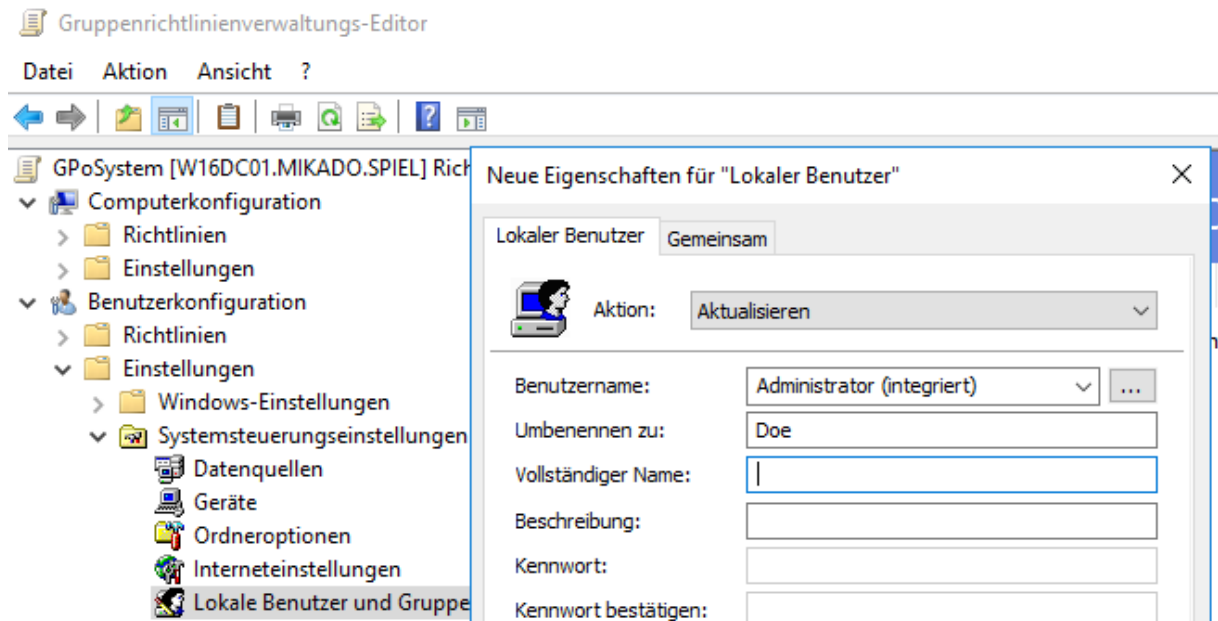 Gruppenrichtlinienverwaltungs-Editor
Datei Aktion Ansicht ?
GPoSystem [W16DC01.MIKADO.SPIEL] Rich
Computerkonfiguration
Richtlinien
Einstellungen
Benutzerkonfiguration
Richtlinien
Einstellungen
Windows-Einstellungen
Systemsteuerungseinstellungen
Datenquellen
Geräte
Ordneroptionen
Interneteinstellungen
Lokale Benutzer und Gruppe
Neue Eigenschaften für "Lokaler Benutzer"
Lokaler Benutzer Gemeinsam
Aktion: Aktualisieren
Benutzername: Administrator (integriert) ...
Umbenennen zu: Doe
Vollständiger Name:
Beschreibung:
Kennwort:
Kennwort bestätigen: